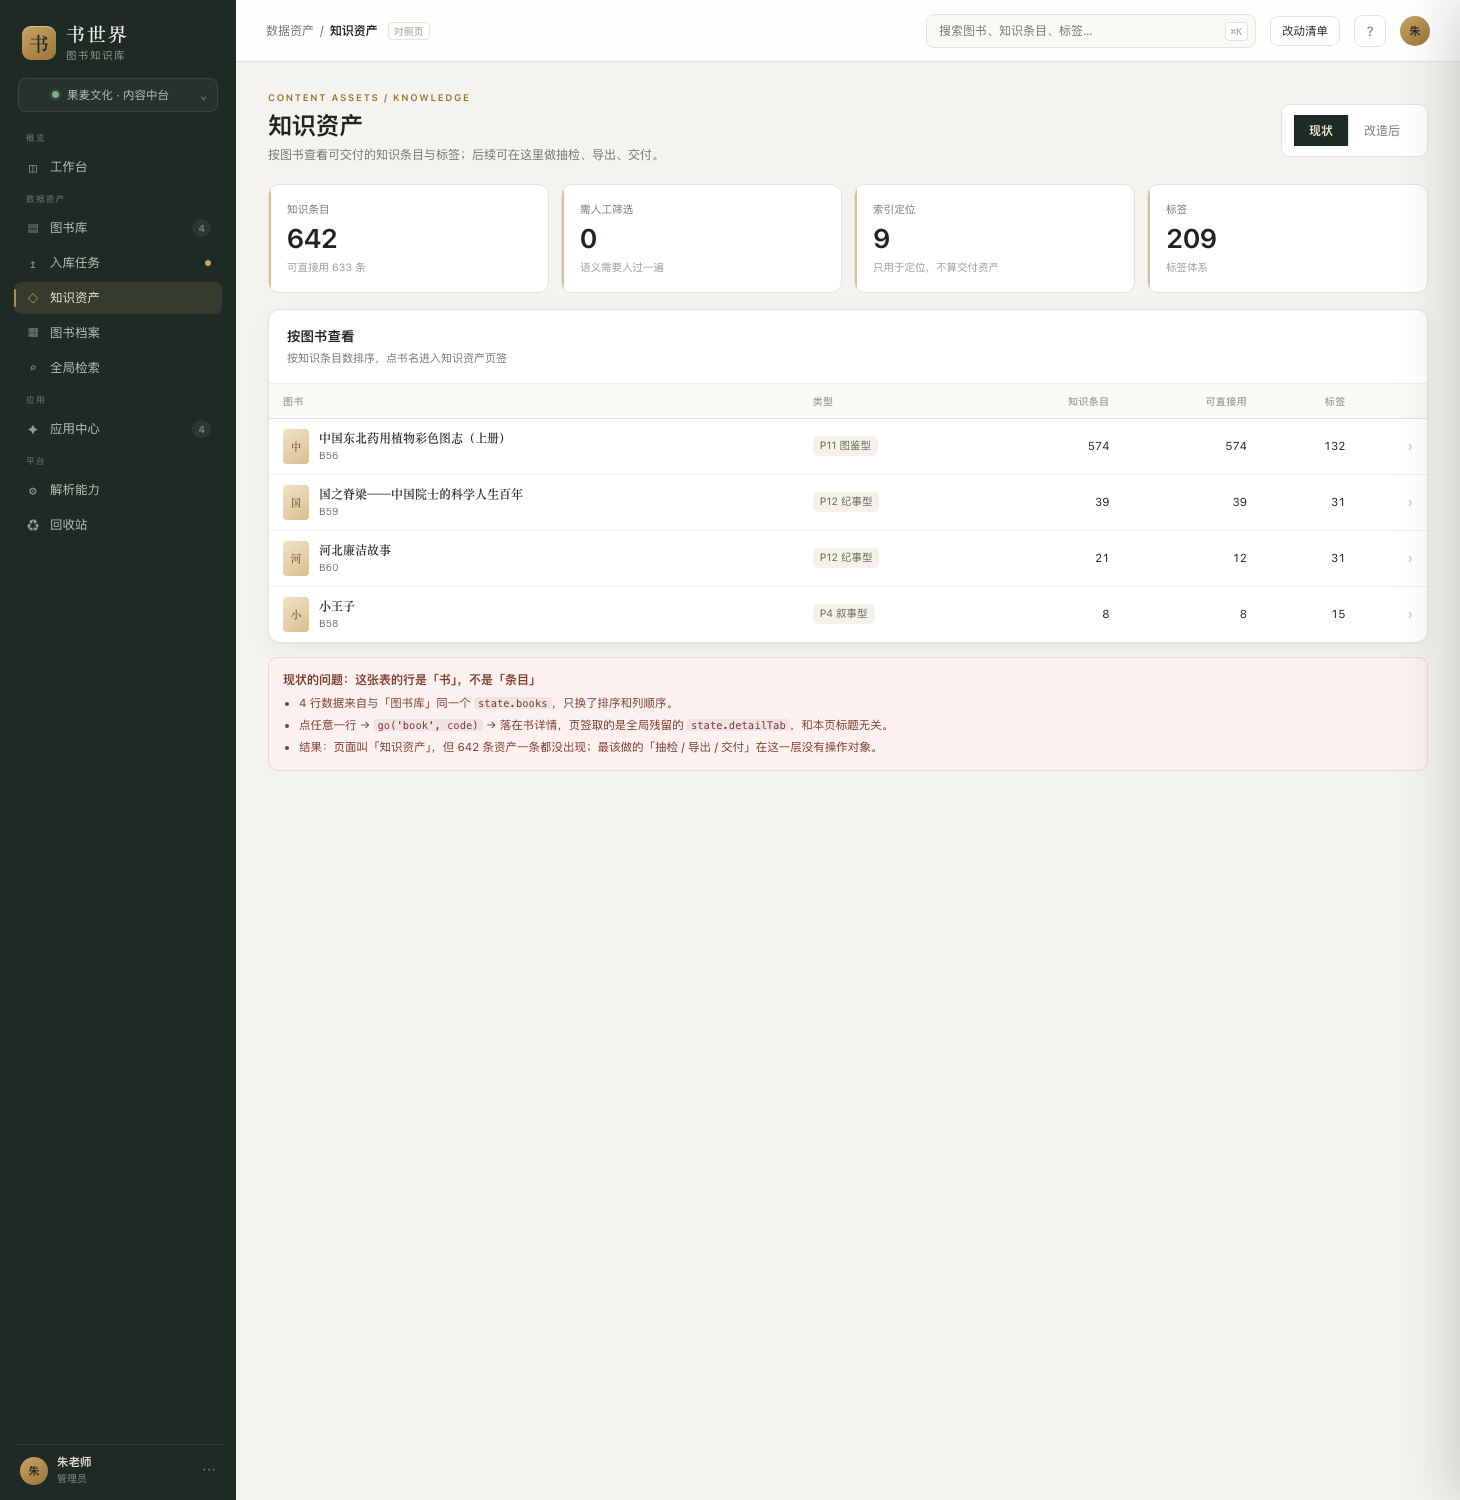 书
书世界
图书知识库
果麦文化 · 内容中台
概览
工作台
数据资产
图书库 4
入库任务
知识资产
图书档案
全局检索
应用
应用中心 4
平台
解析能力
回收站
朱
朱老师
管理员
数据资产 / 知识资产 对照页
搜索图书、知识条目、标签... ⌘K
改动清单
?
朱
CONTENT ASSETS / KNOWLEDGE
知识资产
按图书查看可交付的知识条目与标签；后续可在这里做抽检、导出、交付。
现状 改造后
知识条目
642
可直接用 633 条
需人工筛选
0
语义需要人过一遍
索引定位
9
只用于定位，不算交付资产
标签
209
标签体系
按图书查看
按知识条目数排序，点书名进入知识资产页签
图书 类型 知识条目 可直接用 标签
中 中国东北药用植物彩色图志（上册） P11 图鉴型 574 574 132 ›
B56
国 国之脊梁——中国院士的科学人生百年 P12 纪事型 39 39 31 ›
B59
河 河北廉洁故事 P12 纪事型 21 12 31 ›
B60
小 小王子 P4 叙事型 8 8 15 ›
B58
现状的问题：这张表的行是「书」，不是「条目」
• 4 行数据来自与「图书库」同一个 state.books，只换了排序和列顺序。
• 点任意一行 → go('book', code) → 落在书详情，页签取的是全局残留的 state.detailTab，和本页标题无关。
• 结果：页面叫「知识资产」，但 642 条资产一条都没出现；最该做的「抽检 / 导出 / 交付」在这一层没有操作对象。